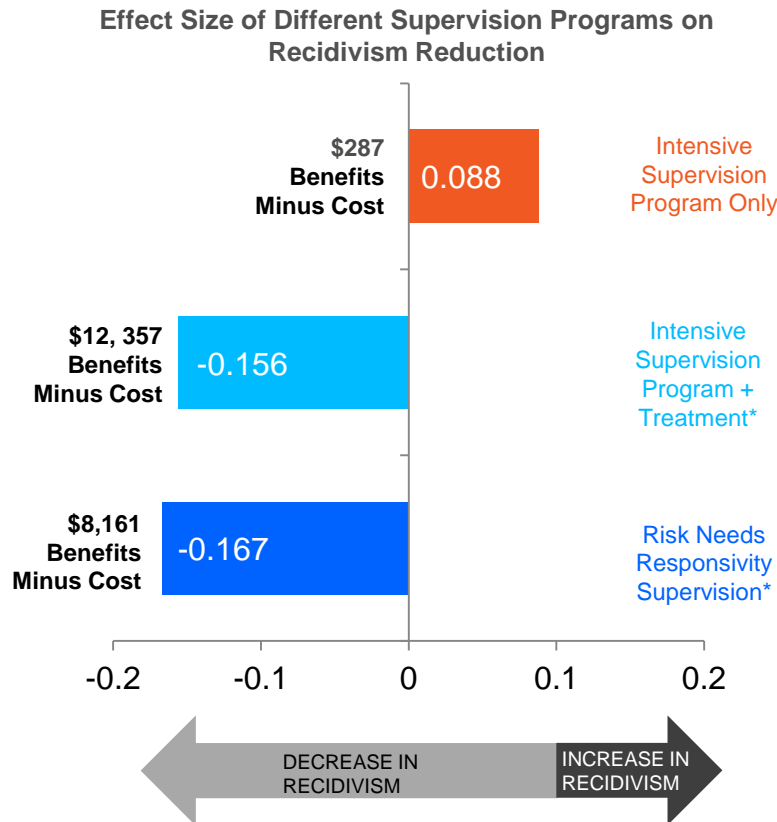 Effect Size of Different Supervision Programs on
Recidivism Reduction
$287
Benefits
Minus Cost
0.088
Intensive
Supervision
Program Only
$12, 357
Benefits
Minus Cost
-0.156
Intensive
Supervision
Program +
Treatment*
$8,161
Benefits
Minus Cost
-0.167
Risk Needs
Responsivity
Supervision*
-0.2
-0.1
0
0.1
0.2
DECREASE IN
RECIDIVISM
INCREASE IN
RECIDIVISM